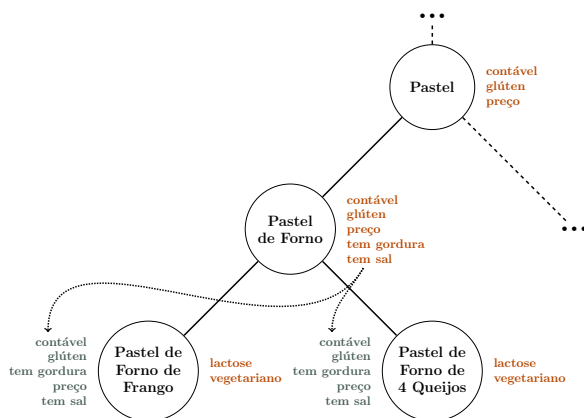 Pastel
contável
glúten
preço
Pastel
de Forno
contável
glúten
preço
tem gordura
tem sal
contável
glúten
tem gordura
preço
tem sal
Pastel de
Forno de
Frango
lactose
vegetariano
contável
glúten
tem gordura
preço
tem sal
Pastel de
Forno de
4 Queijos
lactose
vegetariano